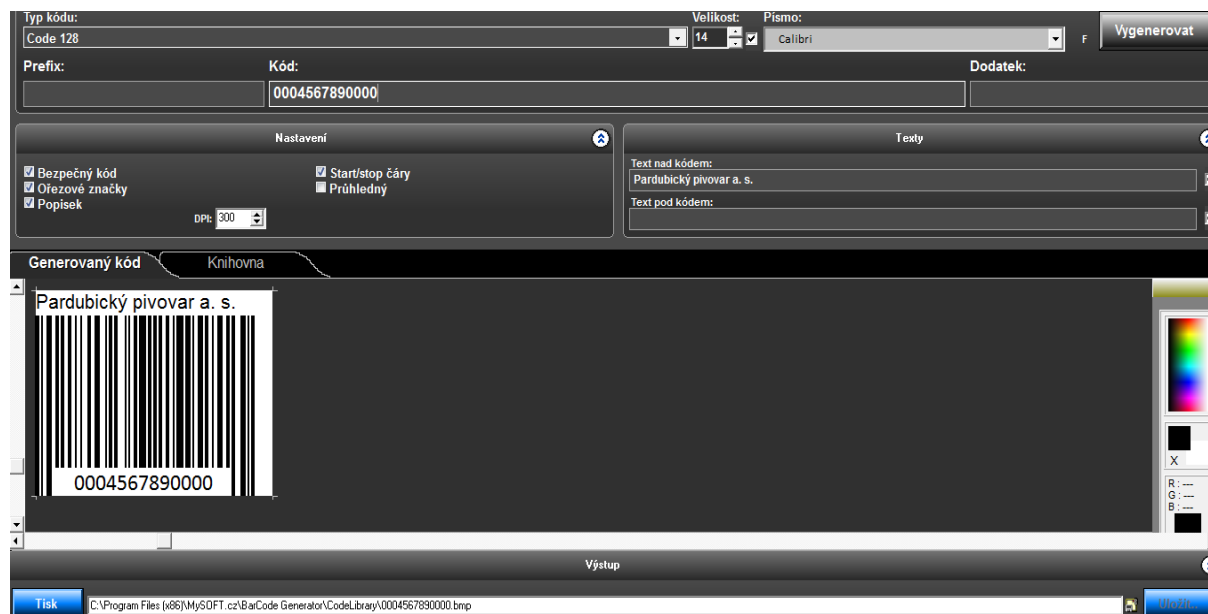 Typ kódu: Velikost: Písmo:
Code 128 14 Calibri F Vygenerovat
Prefix: Kód: Dodatek:
0004567890000
Nastavení Texty
Bezpečný kód Start/stop čáry
Ořezové značky Průhledný
Popisek
DPI: 300
Text nad kódem:
Pardubický pivovar a. s.
Text pod kódem:
Generovaný kód Knihovna
Pardubický pivovar a. s.
0004567890000
X
R : ---
G : ---
B : ---
Výstup
Tisk C:\Program Files (x86)\MySOFT.cz\BarCode Generator\CodeLibrary\0004567890000.bmp Uložit..